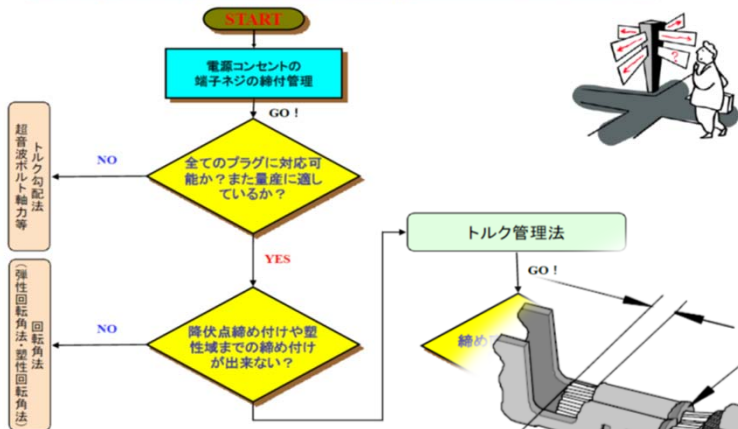 START
電源コンセントの
端子ネジの締付管理
GO！
全てのプラグに対応可
能か？また量産に適し
ているか？
NO
トルク勾配法
超音波ボルト軸力等
YES
降伏点締め付けや塑
性域までの締め付け
が出来ない？
NO
回転角法
（弾性回転角法・塑性回転角法）
トルク管理法
GO！
締め
?